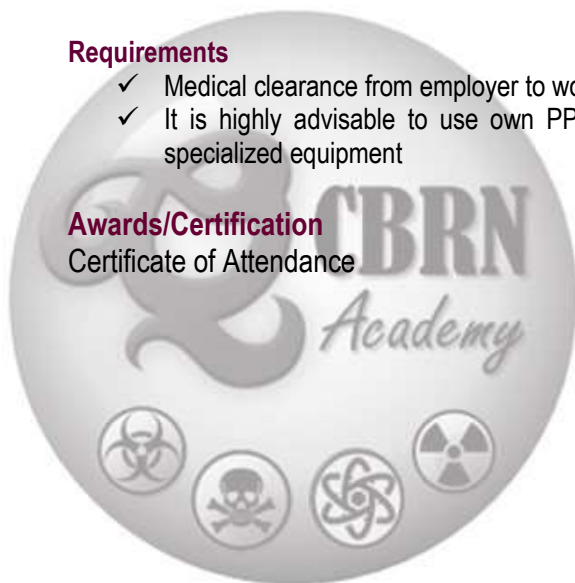 Requirements
✓ Medical clearance from employer to wo
✓ It is highly advisable to use own PP
specialized equipment
Awards/Certification
Certificate of Attendance
CBRN
Academy